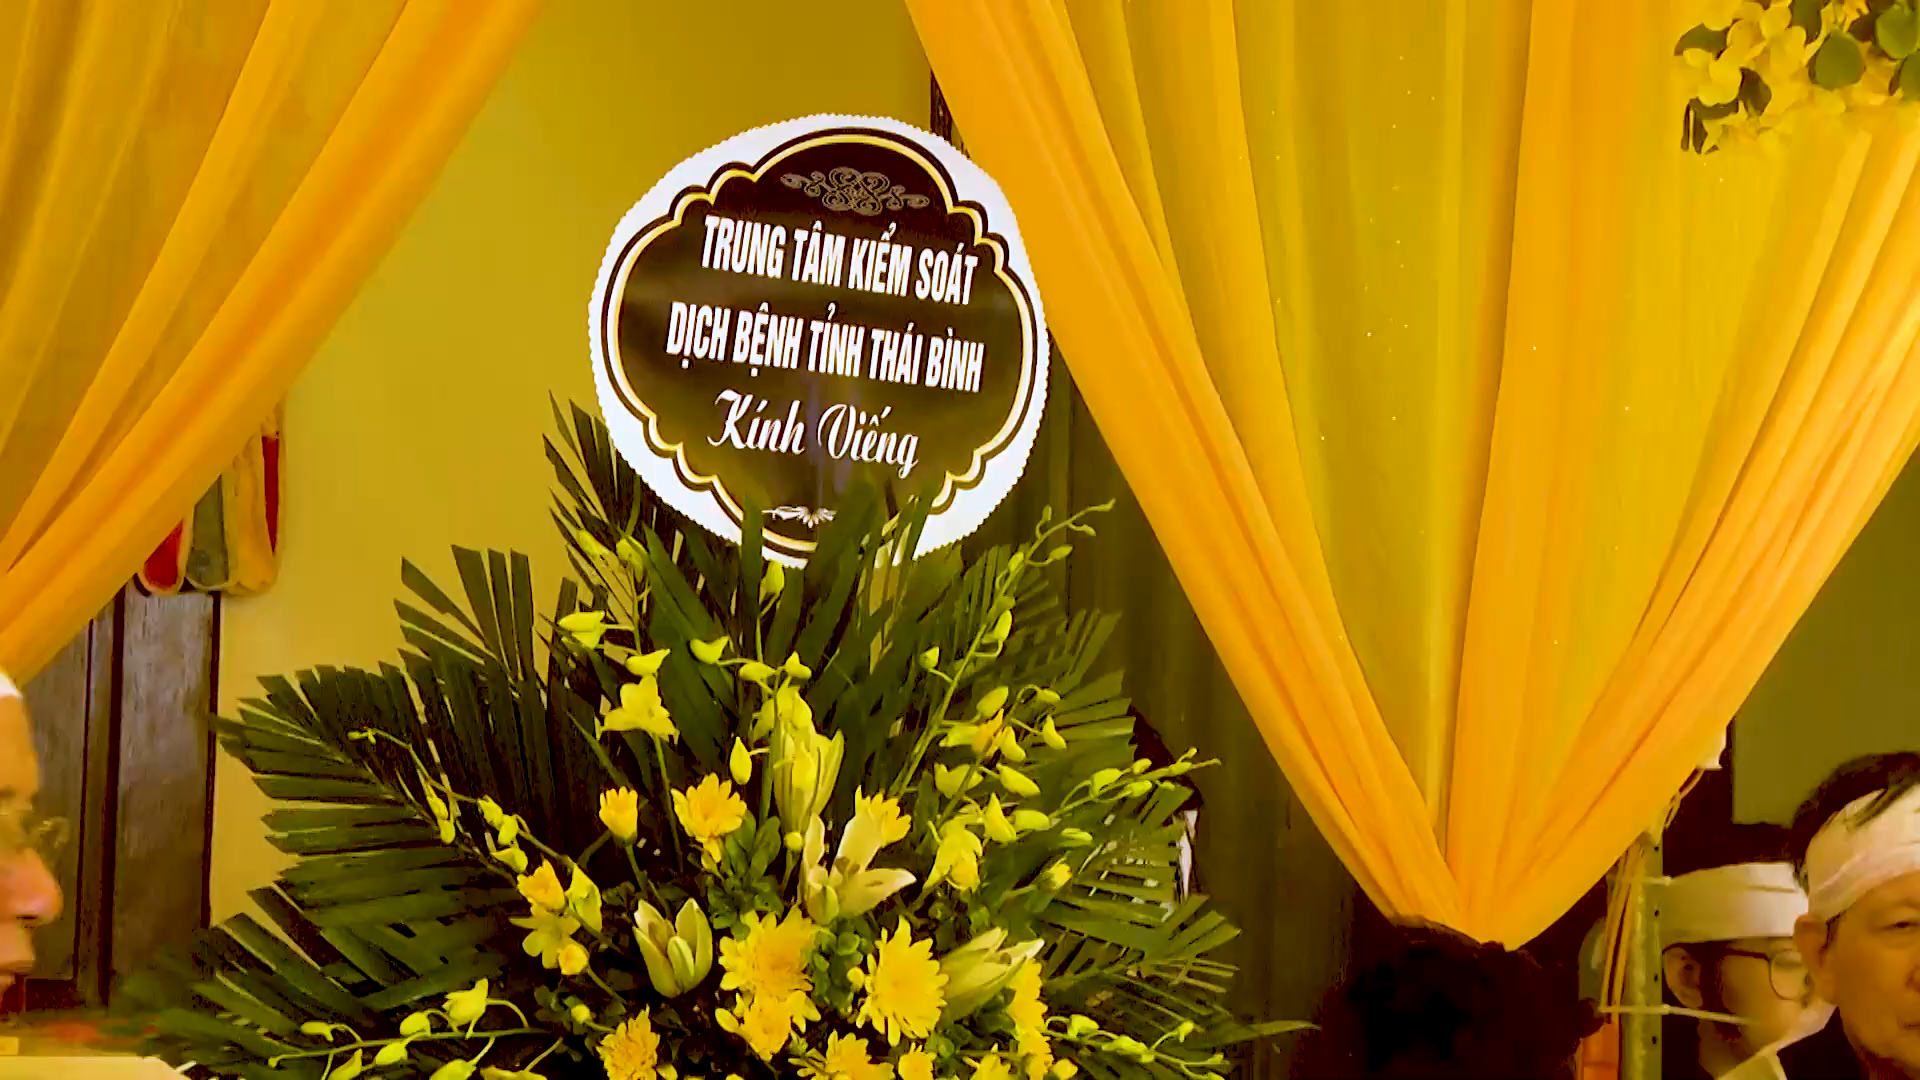 TRUNG TÂM KIỂM SOÁT
DỊCH BỆNH TỈNH THÁI BÌNH
Kính Viếng